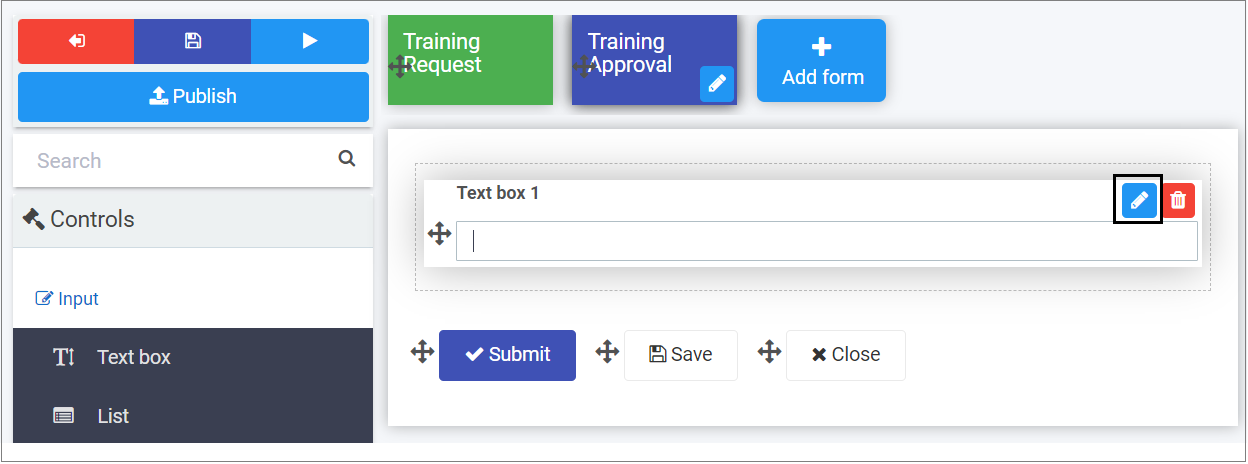 Publish
Search
Controls
Input
Text box
List
Training
Request
Training
Approval
Add form
Text box 1
Submit
Save
Close